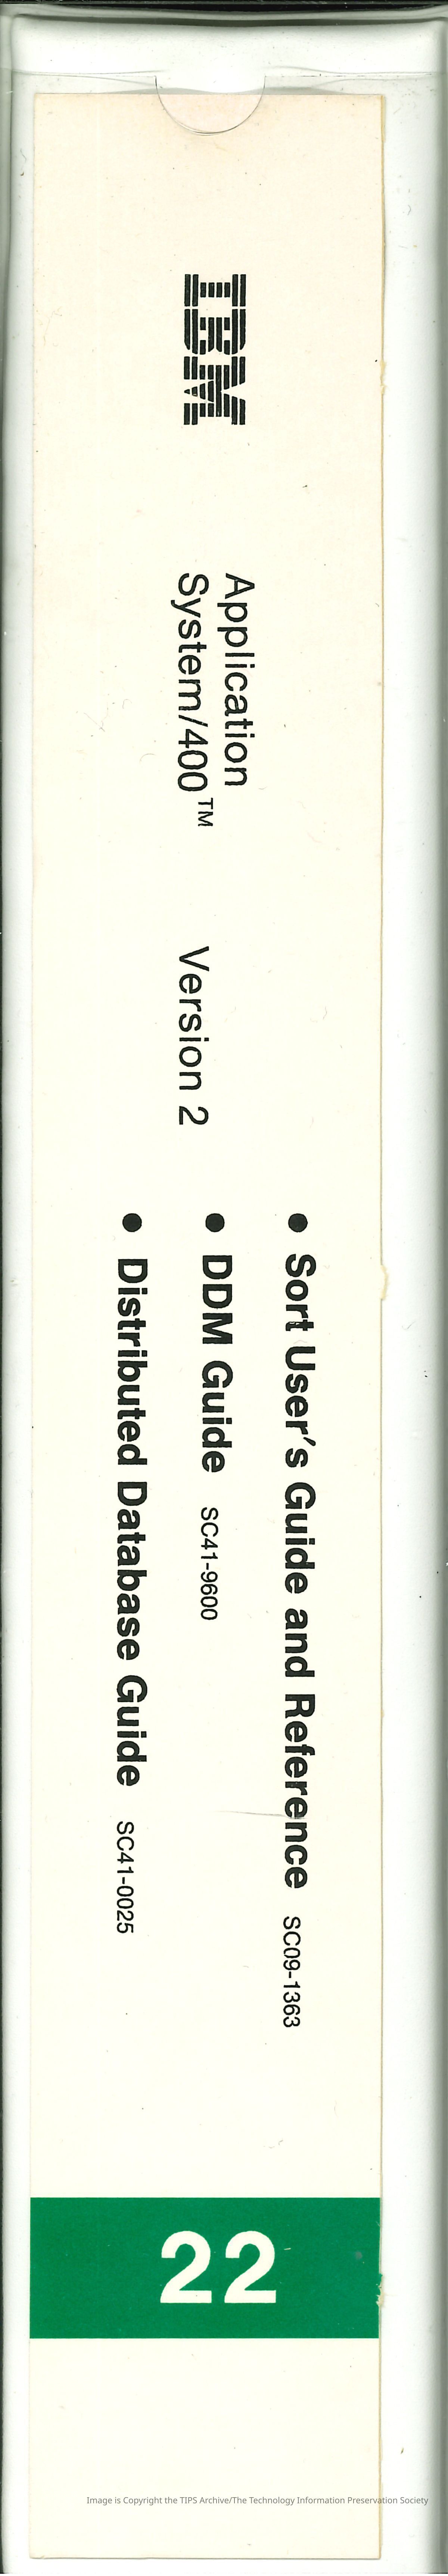 IBM
Application
System/400™
Version 2
● Sort User's Guide and Reference SC09-1363
● DDM Guide SC41-9600
● Distributed Database Guide SC41-0025
22
Image is Copyright the TIPS Archive/The Technology Information Preservation Society